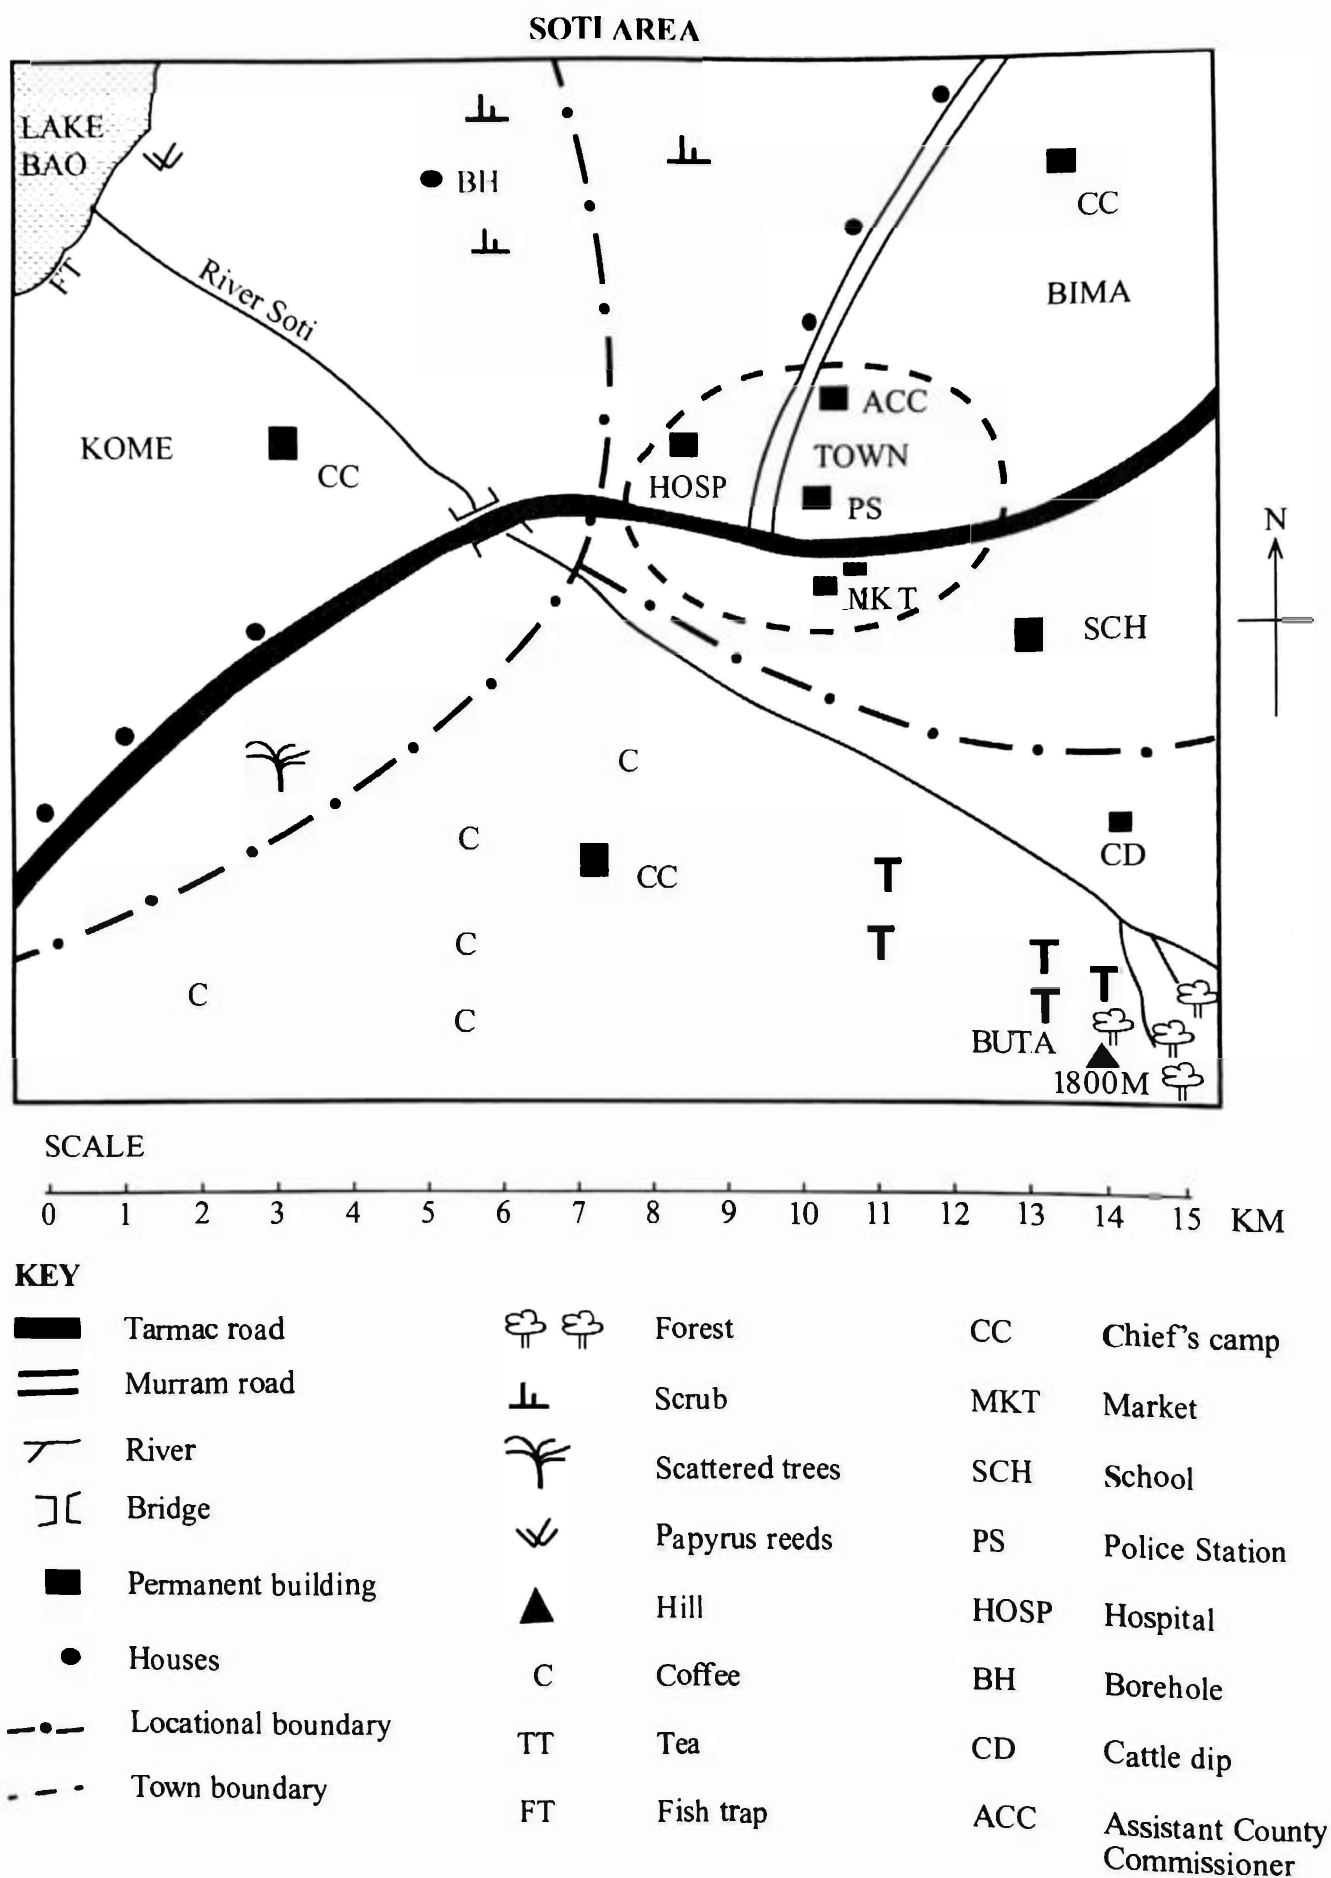 SOTI AREA
LAKE
BAO
BH
CC
FT
River Soti
BIMA
KOME
CC
ACC
TOWN
HOSP
PS
MKT
SCH
N
C
C
CC
CD
T
T
C
T
T
T
C
C
BUTA
1800M
SCALE
0 1 2 3 4 5 6 7 8 9 10 11 12 13 14 15 KM
KEY
Tarmac road
Murram road
River
Bridge
Permanent building
Houses
Locational boundary
Town boundary
Forest
Scrub
Scattered trees
Papyrus reeds
Hill
C Coffee
TT Tea
FT Fish trap
CC Chief's camp
MKT Market
SCH School
PS Police Station
HOSP Hospital
BH Borehole
CD Cattle dip
ACC Assistant County
Commissioner